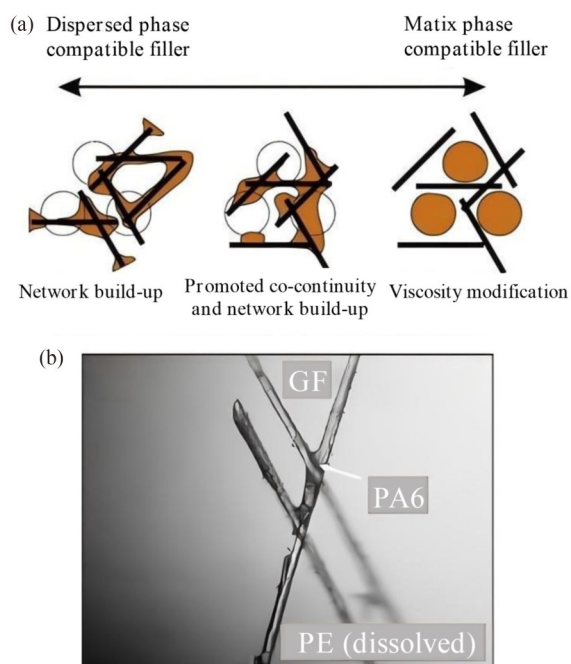 (a) Dispersed phase
compatible filler
Matix phase
compatible filler
Network build-up
Promoted co-continuity
and network build-up
Viscosity modification
(b)
GF
PA6
PE (dissolved)